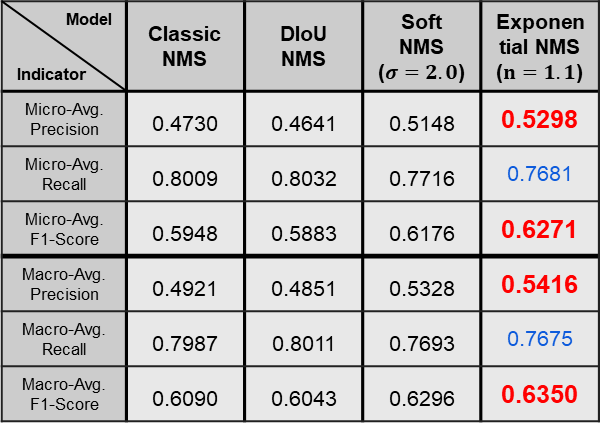 Model
Indicator
Classic
NMS
DIoU
NMS
Soft
NMS
(σ = 2.0)
Exponen
tial NMS
(n = 1.1)
Micro-Avg.
Precision
0.4730
0.4641
0.5148
0.5298
Micro-Avg.
Recall
0.8009
0.8032
0.7716
0.7681
Micro-Avg.
F1-Score
0.5948
0.5883
0.6176
0.6271
Macro-Avg.
Precision
0.4921
0.4851
0.5328
0.5416
Macro-Avg.
Recall
0.7987
0.8011
0.7693
0.7675
Macro-Avg.
F1-Score
0.6090
0.6043
0.6296
0.6350